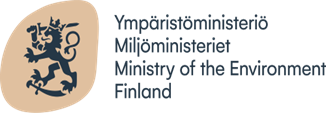 Ympäristöministeriö
Miljöministeriet
Ministry of the Environment
Finland